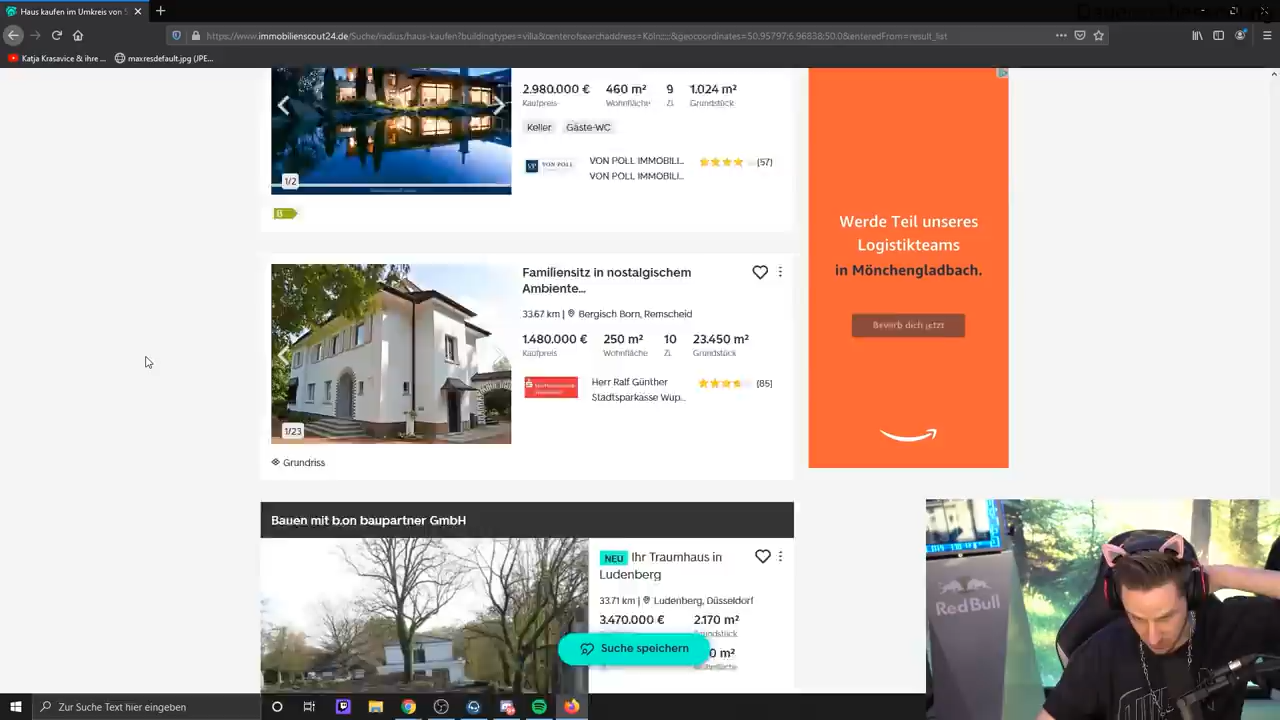 Haus kaufen im Umkreis von 5
https://www.immobilienscout24.de/Suche/radius/haus-kaufen?buildingtypes=villa&centerofsearchaddress=Köln;;;;;&geocoordinates=50.95797;6.96838;50.0&enteredFrom=result_list
Katja Krasavice & ihre ...
maxresdefault.jpg (JPE...
2.980.000 € 460 m² 9 1.024 m²
Kaufpreis Wohnfläche Zi. Grundstück
Keller Gäste-WC
1/2
VON POLL
VON POLL IMMOBILI...
VON POLL IMMOBILI...
(57)
B
Familiensitz in nostalgischem
Ambiente...
33.67 km | Bergisch Born, Remscheid
1.480.000 € 250 m² 10 23.450 m²
Kaufpreis Wohnfläche Zi. Grundstück
Herr Ralf Günther
Stadtsparkasse Wup...
(85)
1/23
Grundriss
Bauen mit b.on baupartner GmbH
NEU Ihr Traumhaus in
Ludenberg
33.71 km | Ludenberg, Düsseldorf
3.470.000 € 2.170 m²
Suche speichern
Werde Teil unseres
Logistikteams
in Mönchengladbach.
Bewerb dich jetzt
RedBull
Zur Suche Text hier eingeben